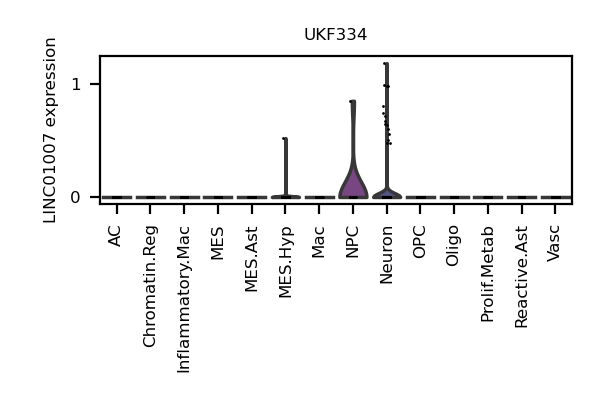 UKF334
LINC01007 expression
1
0
AC
Chromatin.Reg
Inflammatory.Mac
MES
MES.Ast
MES.Hyp
Mac
NPC
Neuron
OPC
Oligo
Prolif.Metab
Reactive.Ast
Vasc